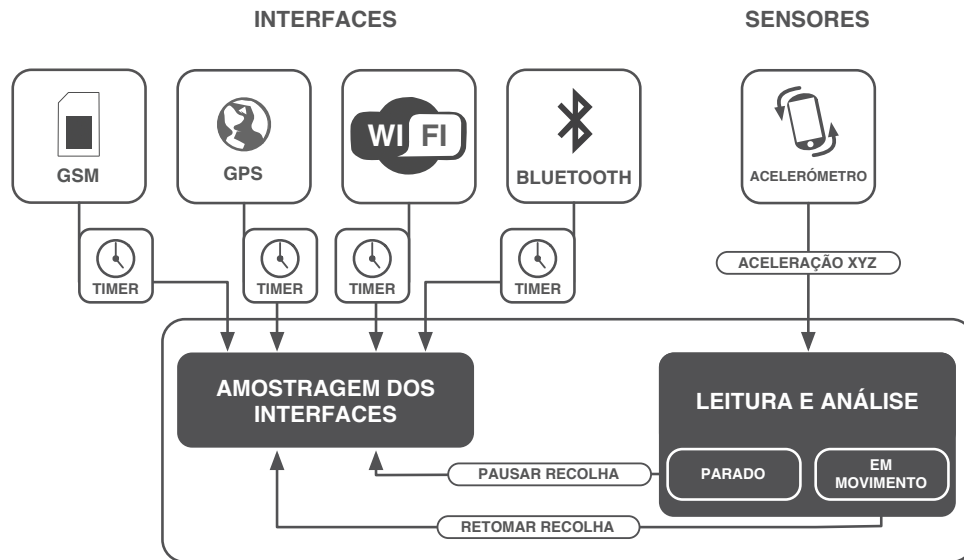 INTERFACES
SENSORES
GSM
GPS
WI FI
BLUETOOTH
ACELERÓMETRO
TIMER
TIMER
TIMER
TIMER
ACELERAÇÃO XYZ
AMOSTRAGEM DOS
INTERFACES
LEITURA E ANÁLISE
PAUSAR RECOLHA
PARADO
EM
MOVIMENTO
RETOMAR RECOLHA